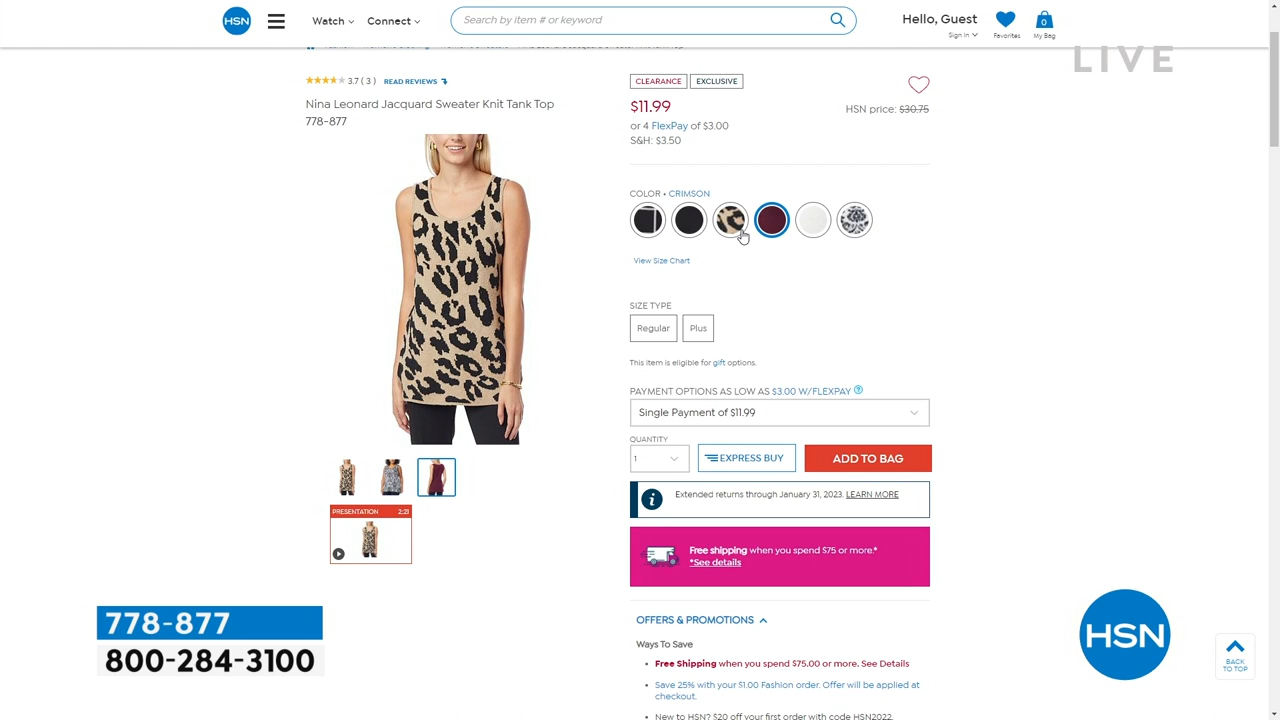 HSN
Watch
Connect
Search by item # or keyword
Hello, Guest
Sign In
Favorites
0
My Bag
LIVE
3.7 ( 3 )
READ REVIEWS
Nina Leonard Jacquard Sweater Knit Tank Top
778-877
CLEARANCE
EXCLUSIVE
$11.99
HSN price: $30.75
or 4 FlexPay of $3.00
S&H: $3.50
COLOR • CRIMSON
View Size Chart
SIZE TYPE
Regular
Plus
This item is eligible for gift options.
PAYMENT OPTIONS AS LOW AS $3.00 W/FLEXPAY ?
Single Payment of $11.99
QUANTITY
1
EXPRESS BUY
ADD TO BAG
i
Extended returns through January 31, 2023. LEARN MORE
PRESENTATION 2:21
Free shipping when you spend $75 or more.*
*See details
OFFERS & PROMOTIONS
Ways To Save
Free Shipping when you spend $75.00 or more. See Details
Save 25% with your $1.00 Fashion order. Offer will be applied at
checkout.
New to HSN? $20 off your first order with code HSN2022.
778-877
800-284-3100
HSN
BACK
TO TOP